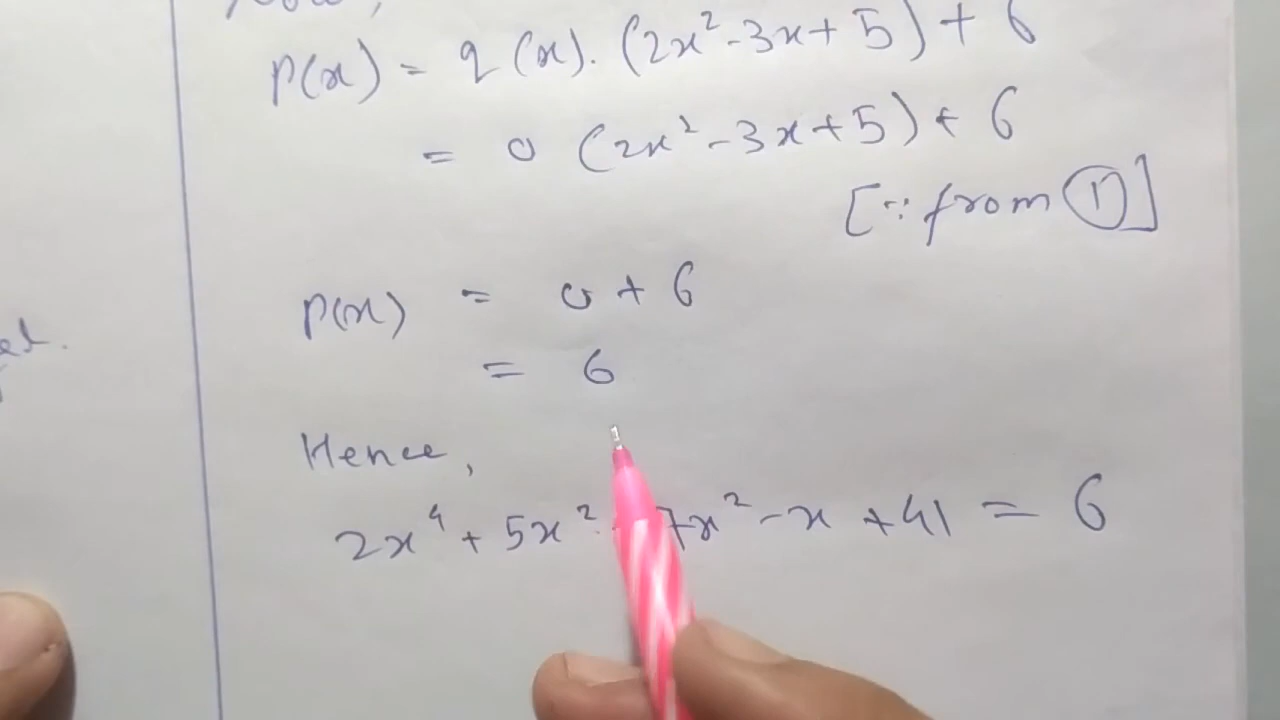 Now,
P(x) = q(x). (2x² - 3x + 5) + 6
= 0 (2x² - 3x + 5) + 6
[∵ from ①]
P(x) = 0 + 6
= 6
Hence,
2x⁴ + 5x² 7x² - x + 41 = 6